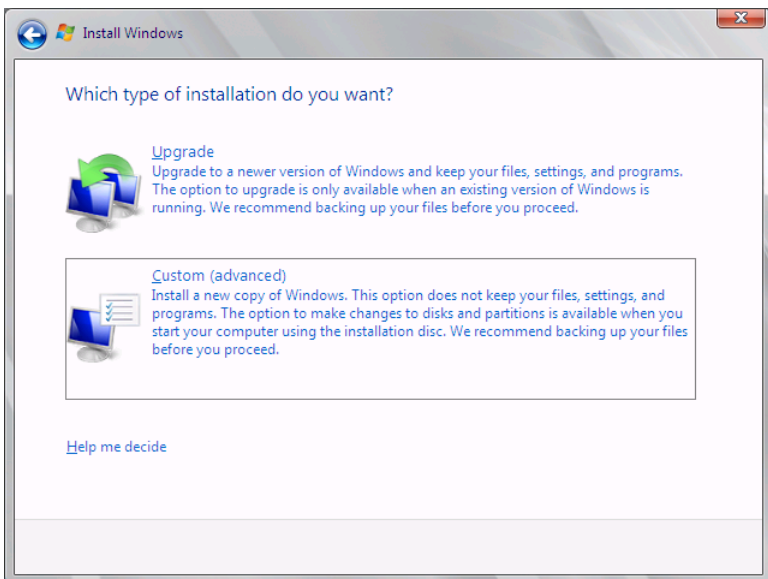 Install Windows
Which type of installation do you want?
Upgrade
Upgrade to a newer version of Windows and keep your files, settings, and programs.
The option to upgrade is only available when an existing version of Windows is
running. We recommend backing up your files before you proceed.
Custom (advanced)
Install a new copy of Windows. This option does not keep your files, settings, and
programs. The option to make changes to disks and partitions is available when you
start your computer using the installation disc. We recommend backing up your files
before you proceed.
Help me decide